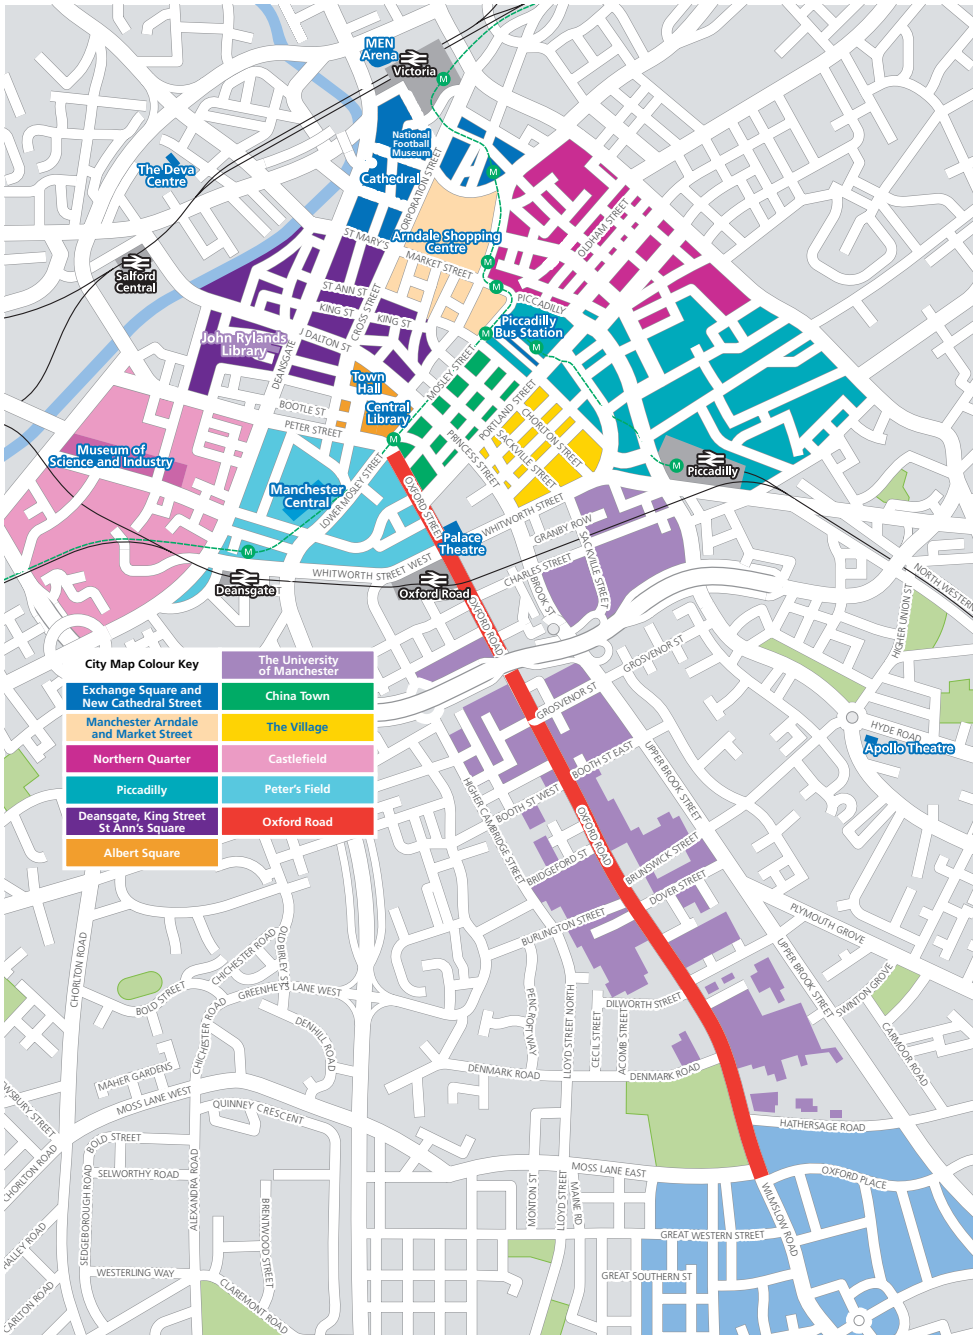 MEN
Arena
Victoria
M
National
Football
Museum
The Deva
Centre
Cathedral
M
CORPORATION STREET
OLDHAM STREET
ST MARY'S
Arndale Shopping
Centre
MARKET STREET
M
Salford
Central
M
ST ANN ST
KING ST
CROSS STREET
KING ST
PICCADILLY
Piccadilly
Bus Station
M
M
John Rylands
Library
J DALTON ST
DEANSGATE
MOSLEY STREET
Town
Hall
BOOTLE ST
PETER STREET
Central
Library
M
PORTLAND STREET
CHORLTON STREET
SACKVILLE STREET
PRINCESS STREET
Museum of
Science and Industry
M
Piccadilly
LOWER MOSLEY STREET
Manchester
Central
OXFORD STREET
WHITWORTH STREET
GRANBY ROW
Palace
Theatre
SACKVILLE STREET
M
WHITWORTH STREET WEST
CHARLES STREET
BROOK ST
Deansgate
Oxford Road
OXFORD ROAD
NORTH WESTERN
HIGHER UNION ST
GROSVENOR ST
City Map Colour Key
The University
of Manchester
Exchange Square and
New Cathedral Street
China Town
Manchester Arndale
and Market Street
The Village
Northern Quarter
Castlefield
Piccadilly
Peter's Field
Deansgate, King Street
St Ann's Square
Oxford Road
Albert Square
GROSVENOR ST
HYDE ROAD
Apollo Theatre
UPPER BROOK STREET
BOOTH ST EAST
BOOTH ST WEST
HIGHER CAMBRIDGE STREET
OXFORD ROAD
BRIDGEFORD ST
BRUNSWICK STREET
DOVER STREET
BURLINGTON STREET
PLYMOUTH GROVE
UPPER BROOK STREET
SWINTON GROVE
CARMOOR ROAD
CHORLTON ROAD
CHICHESTER ROAD
OLD BIRLEY ST
BOLD STREET
GREENHEYS LANE WEST
CHICHESTER ROAD
DENHILL ROAD
PENCROFT WAY
LLOYD STREET NORTH
CECIL STREET
ACOMB STREET
DILWORTH STREET
DENMARK ROAD
DENMARK ROAD
MAHER GARDENS
MOSS LANE WEST
QUINNEY CRESCENT
HATHERSAGE ROAD
CHORLTON ROAD
BOLD STREET
SELWORTHY ROAD
SEDGEBOROUGH ROAD
ALEXANDRA ROAD
BRENTWOOD STREET
MOSS LANE EAST
OXFORD PLACE
MONTON ST
LLOYD STREET
MAINE RD
WILMSLOW ROAD
GREAT WESTERN STREET
GREAT SOUTHERN ST
WESTERLING WAY
CLAREMONT ROAD